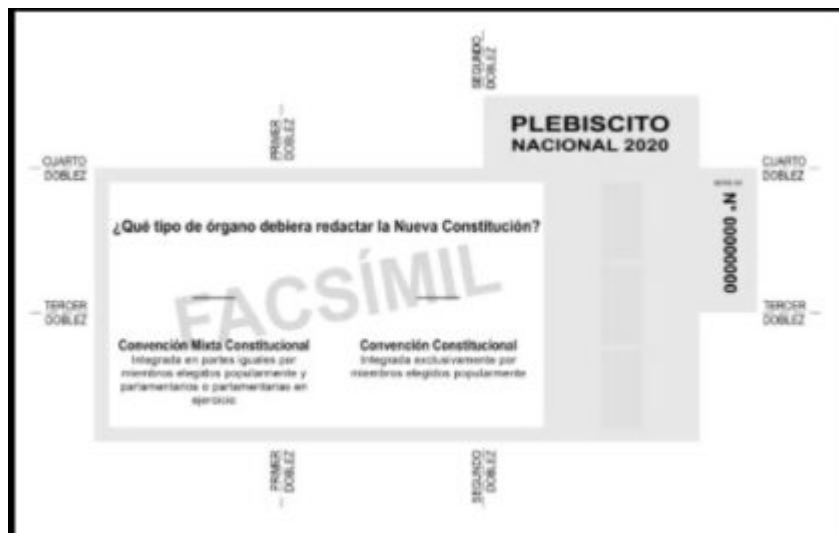 SEGUNDO
DOBLEZ
PLEBISCITO
NACIONAL 2020
PRIMER
DOBLEZ
CUARTO
DOBLEZ
CUARTO
DOBLEZ
N° 0000000
¿Qué tipo de órgano debiera redactar la Nueva Constitución?
FACSÍMIL
TERCER
DOBLEZ
TERCER
DOBLEZ
Convención Mixta Constitucional
Integrada en partes iguales por
miembros elegidos popularmente y
parlamentarios o parlamentarias en
ejercicio
Convención Constitucional
Integrada exclusivamente por
miembros elegidos popularmente
PRIMER
DOBLEZ
SEGUNDO
DOBLEZ